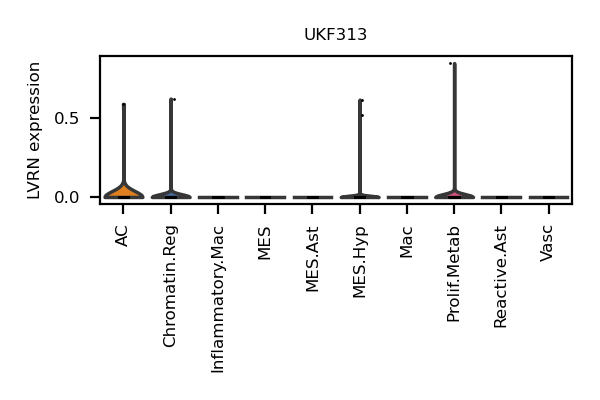 UKF313
LVRN expression
0.5
0.0
AC
Chromatin.Reg
Inflammatory.Mac
MES
MES.Ast
MES.Hyp
Mac
Prolif.Metab
Reactive.Ast
Vasc